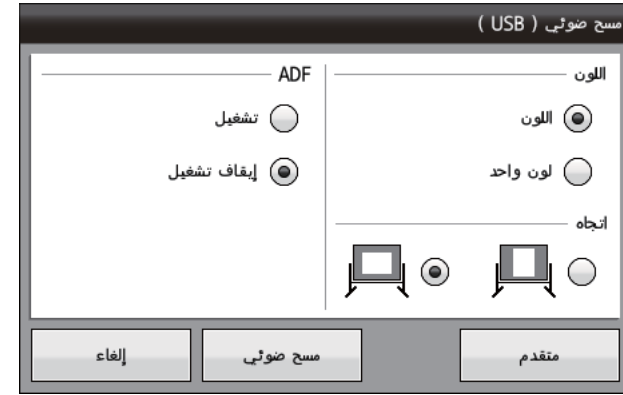 مسح ضوئي ( USB )
اللون
اللون
لون واحد
اتجاه
ADF
تشغيل
إيقاف تشغيل
متقدم
مسح ضوئي
إلغاء